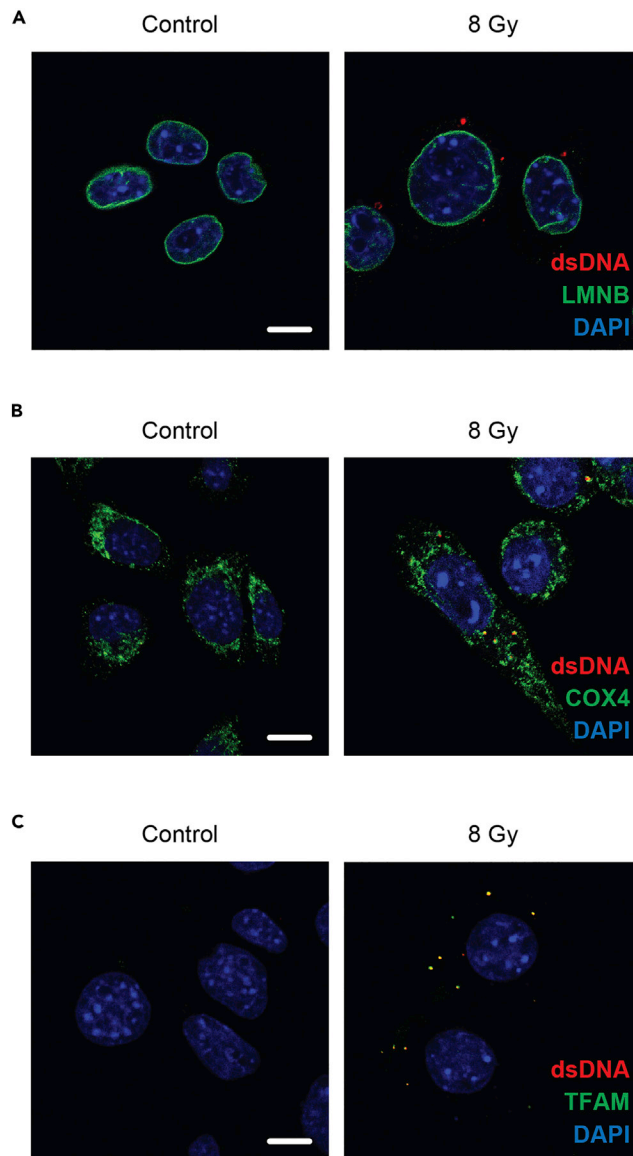 A
Control 8 Gy
dsDNA
LMNB
DAPI
B
Control 8 Gy
dsDNA
COX4
DAPI
C
Control 8 Gy
dsDNA
TFAM
DAPI